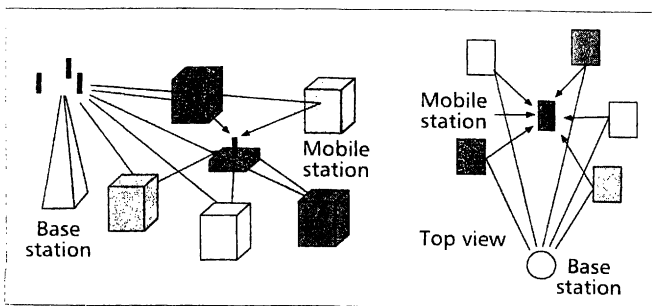 Mobile
station
Base
station
Mobile
station
Top view
Base
station